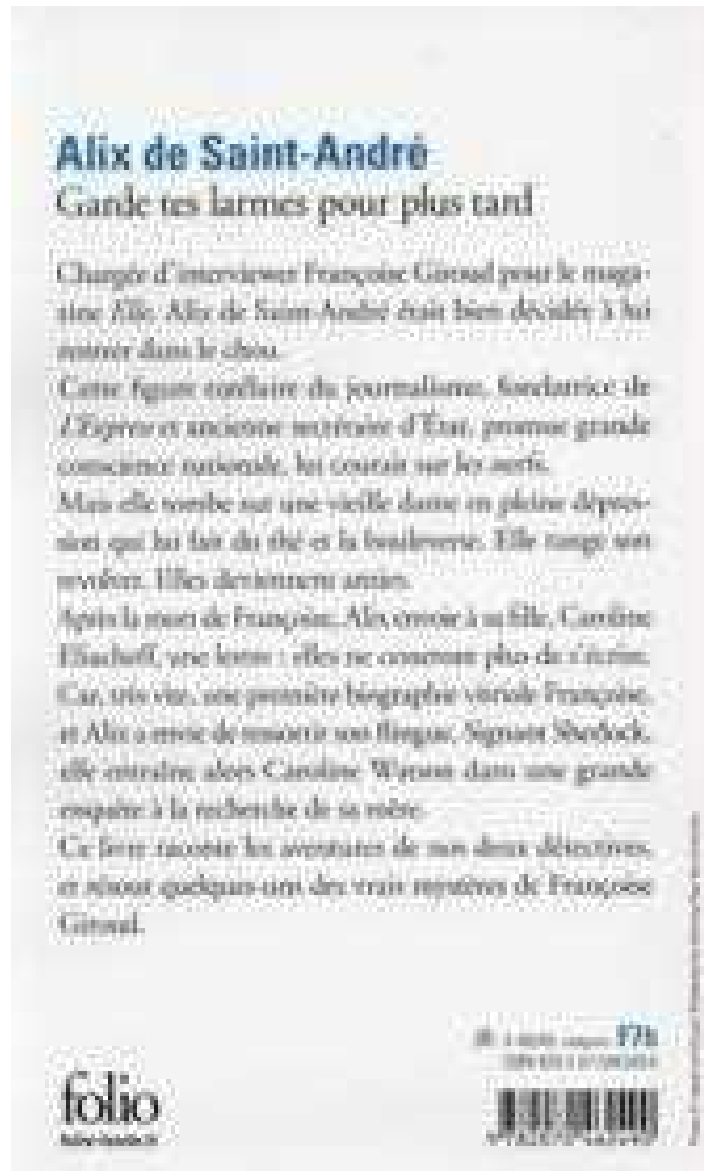 Alix de Saint-André
Garde tes larmes pour plus tard
Chargée d'interviewer Françoise Giroud pour le maga-
zine Elle, Alix de Saint-André était bien décidée à lui
rentrer dans le chou.
Cette figure tutélaire du journalisme, fondatrice de
L'Express et ancienne secrétaire d'État, promue grande
conscience nationale, lui courait sur les nerfs.
Mais elle tombe sur une vieille dame en pleine dépres-
sion qui lui fait du thé et la bouleverse. Elle range son
revolver. Elles deviennent amies.
Après la mort de Françoise, Alix envoie à sa fille, Caroline
Eliacheff, une lettre : elles ne cesseront plus de s'écrire.
Car, très vite, une première biographie vitriole Françoise,
et Alix a envie de ressortir son flingue. Signant Sherlock,
elle entraîne alors Caroline Watson dans une grande
enquête à la recherche de sa mère.
Ce livre raconte les aventures de nos deux détectives,
et résout quelques-uns des vrais mystères de Françoise
Giroud.
folio